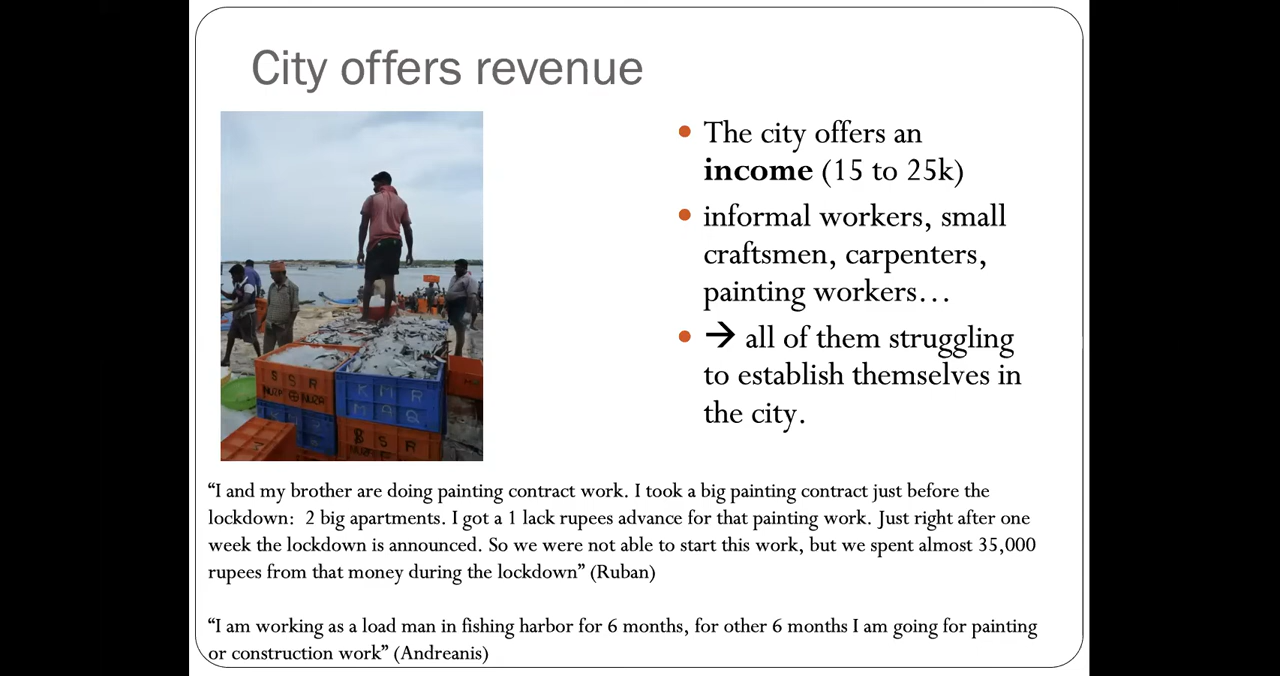 City offers revenue
• The city offers an
income (15 to 25k)
• informal workers, small
craftsmen, carpenters,
painting workers…
• → all of them struggling
to establish themselves in
the city.
S S R
K M R
M A Q
S R
“I and my brother are doing painting contract work. I took a big painting contract just before the
lockdown:  2 big apartments. I got a 1 lack rupees advance for that painting work. Just right after one
week the lockdown is announced. So we were not able to start this work, but we spent almost 35,000
rupees from that money during the lockdown” (Ruban)
“I am working as a load man in fishing harbor for 6 months, for other 6 months I am going for painting
or construction work” (Andreanis)